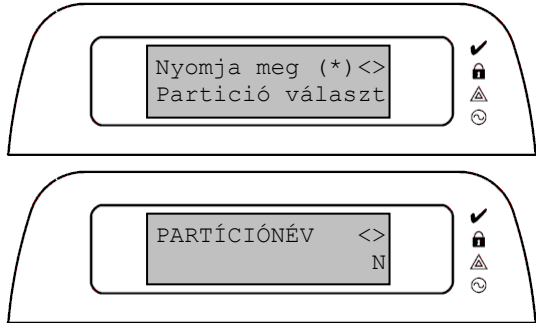 Nyomja meg (*)<>
Partició választ
PARTÍCIÓNÉV <>
N